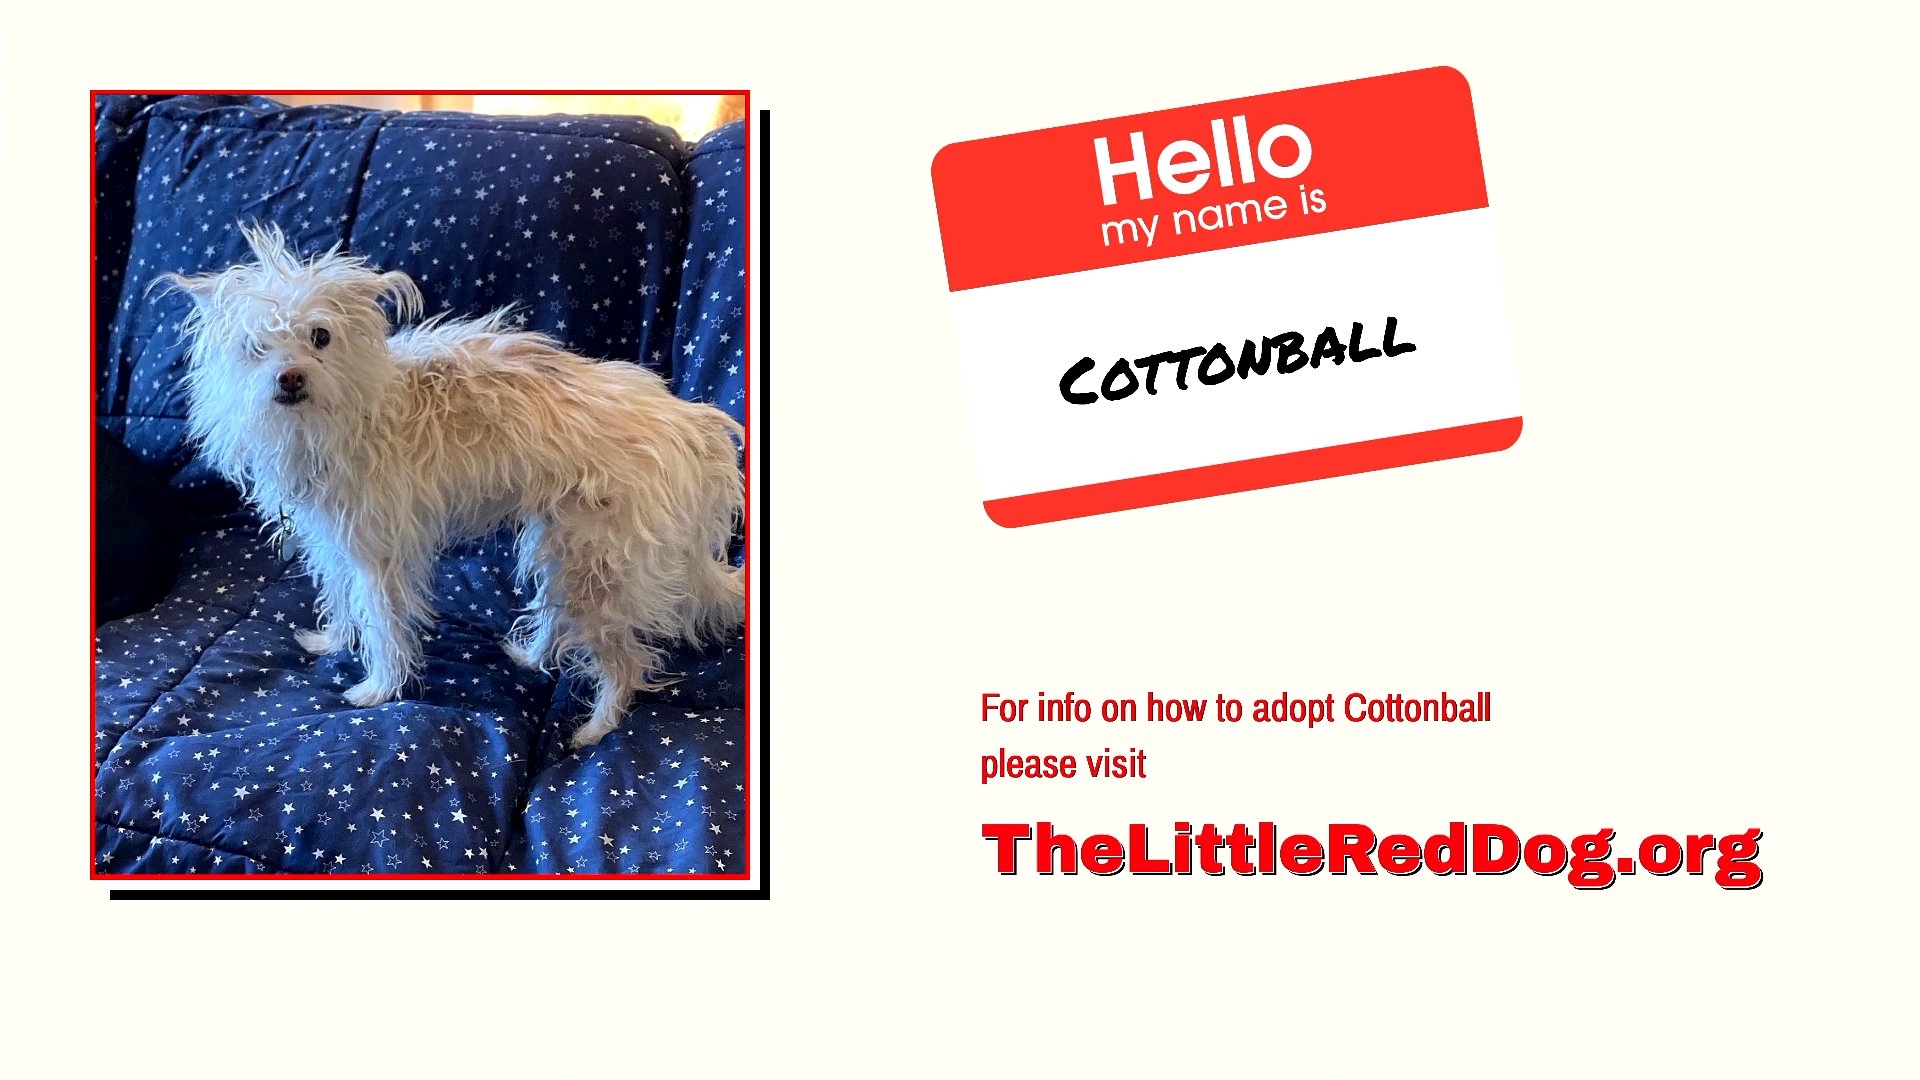 Hello
my name is
COTTONBALL
For info on how to adopt Cottonball
please visit
TheLittleRedDog.org